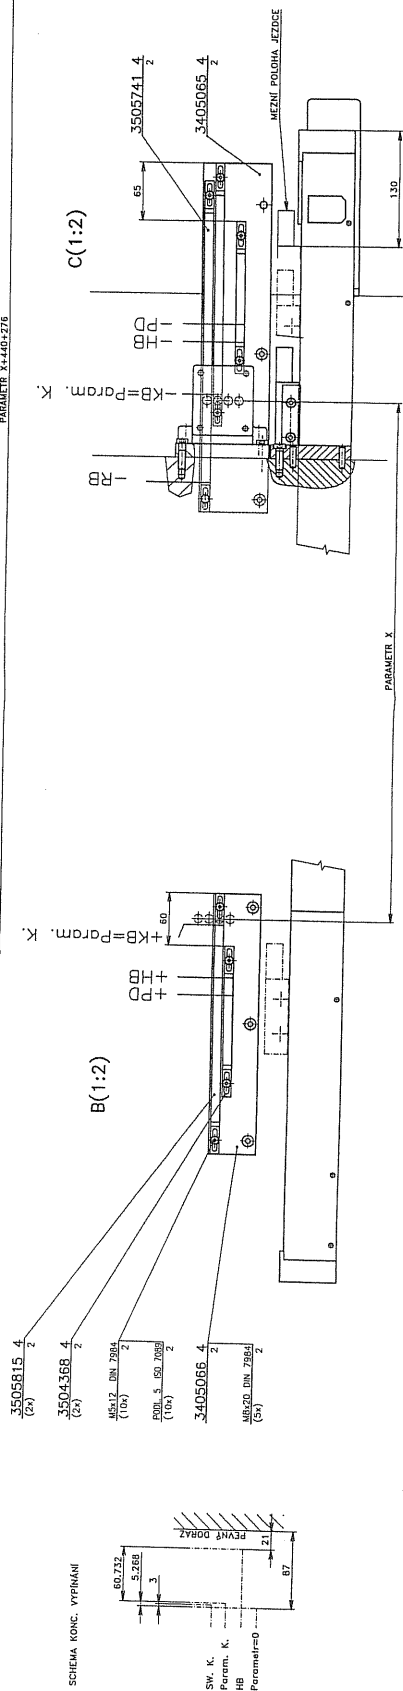 PARAMETR X+440+276
C(1:2)
3505741 4
2
3405065 4
2
MEZNÍ POLOHA JEZDCE
65
130
-PD
-HB
-KB=Param. K.
-RB
PARAMETR X
B(1:2)
60
+KB=Param. K.
+HB
+PD
3505815 4
(2x) 2
3504368 4
(2x) 2
M5x12 DIN 7984
(10x) 2
PODL. 5 ISO 7089
(10x) 2
3405066 4
2
M8x20 DIN 7984
(5x) 2
SCHEMA KONC. VYPÍNÁNÍ
60.732
5.268
3
PEVNÝ DORAZ
21
87
SW. K.
Param. K.
HB
Parametr=0